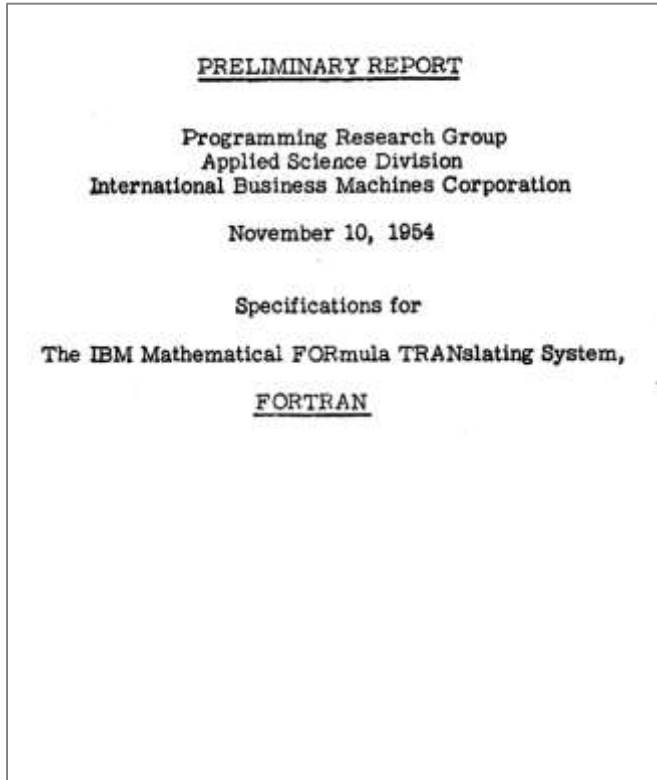 PRELIMINARY REPORT
Programming Research Group
Applied Science Division
International Business Machines Corporation
November 10, 1954
Specifications for
The IBM Mathematical FORmula TRANslating System,
FORTRAN